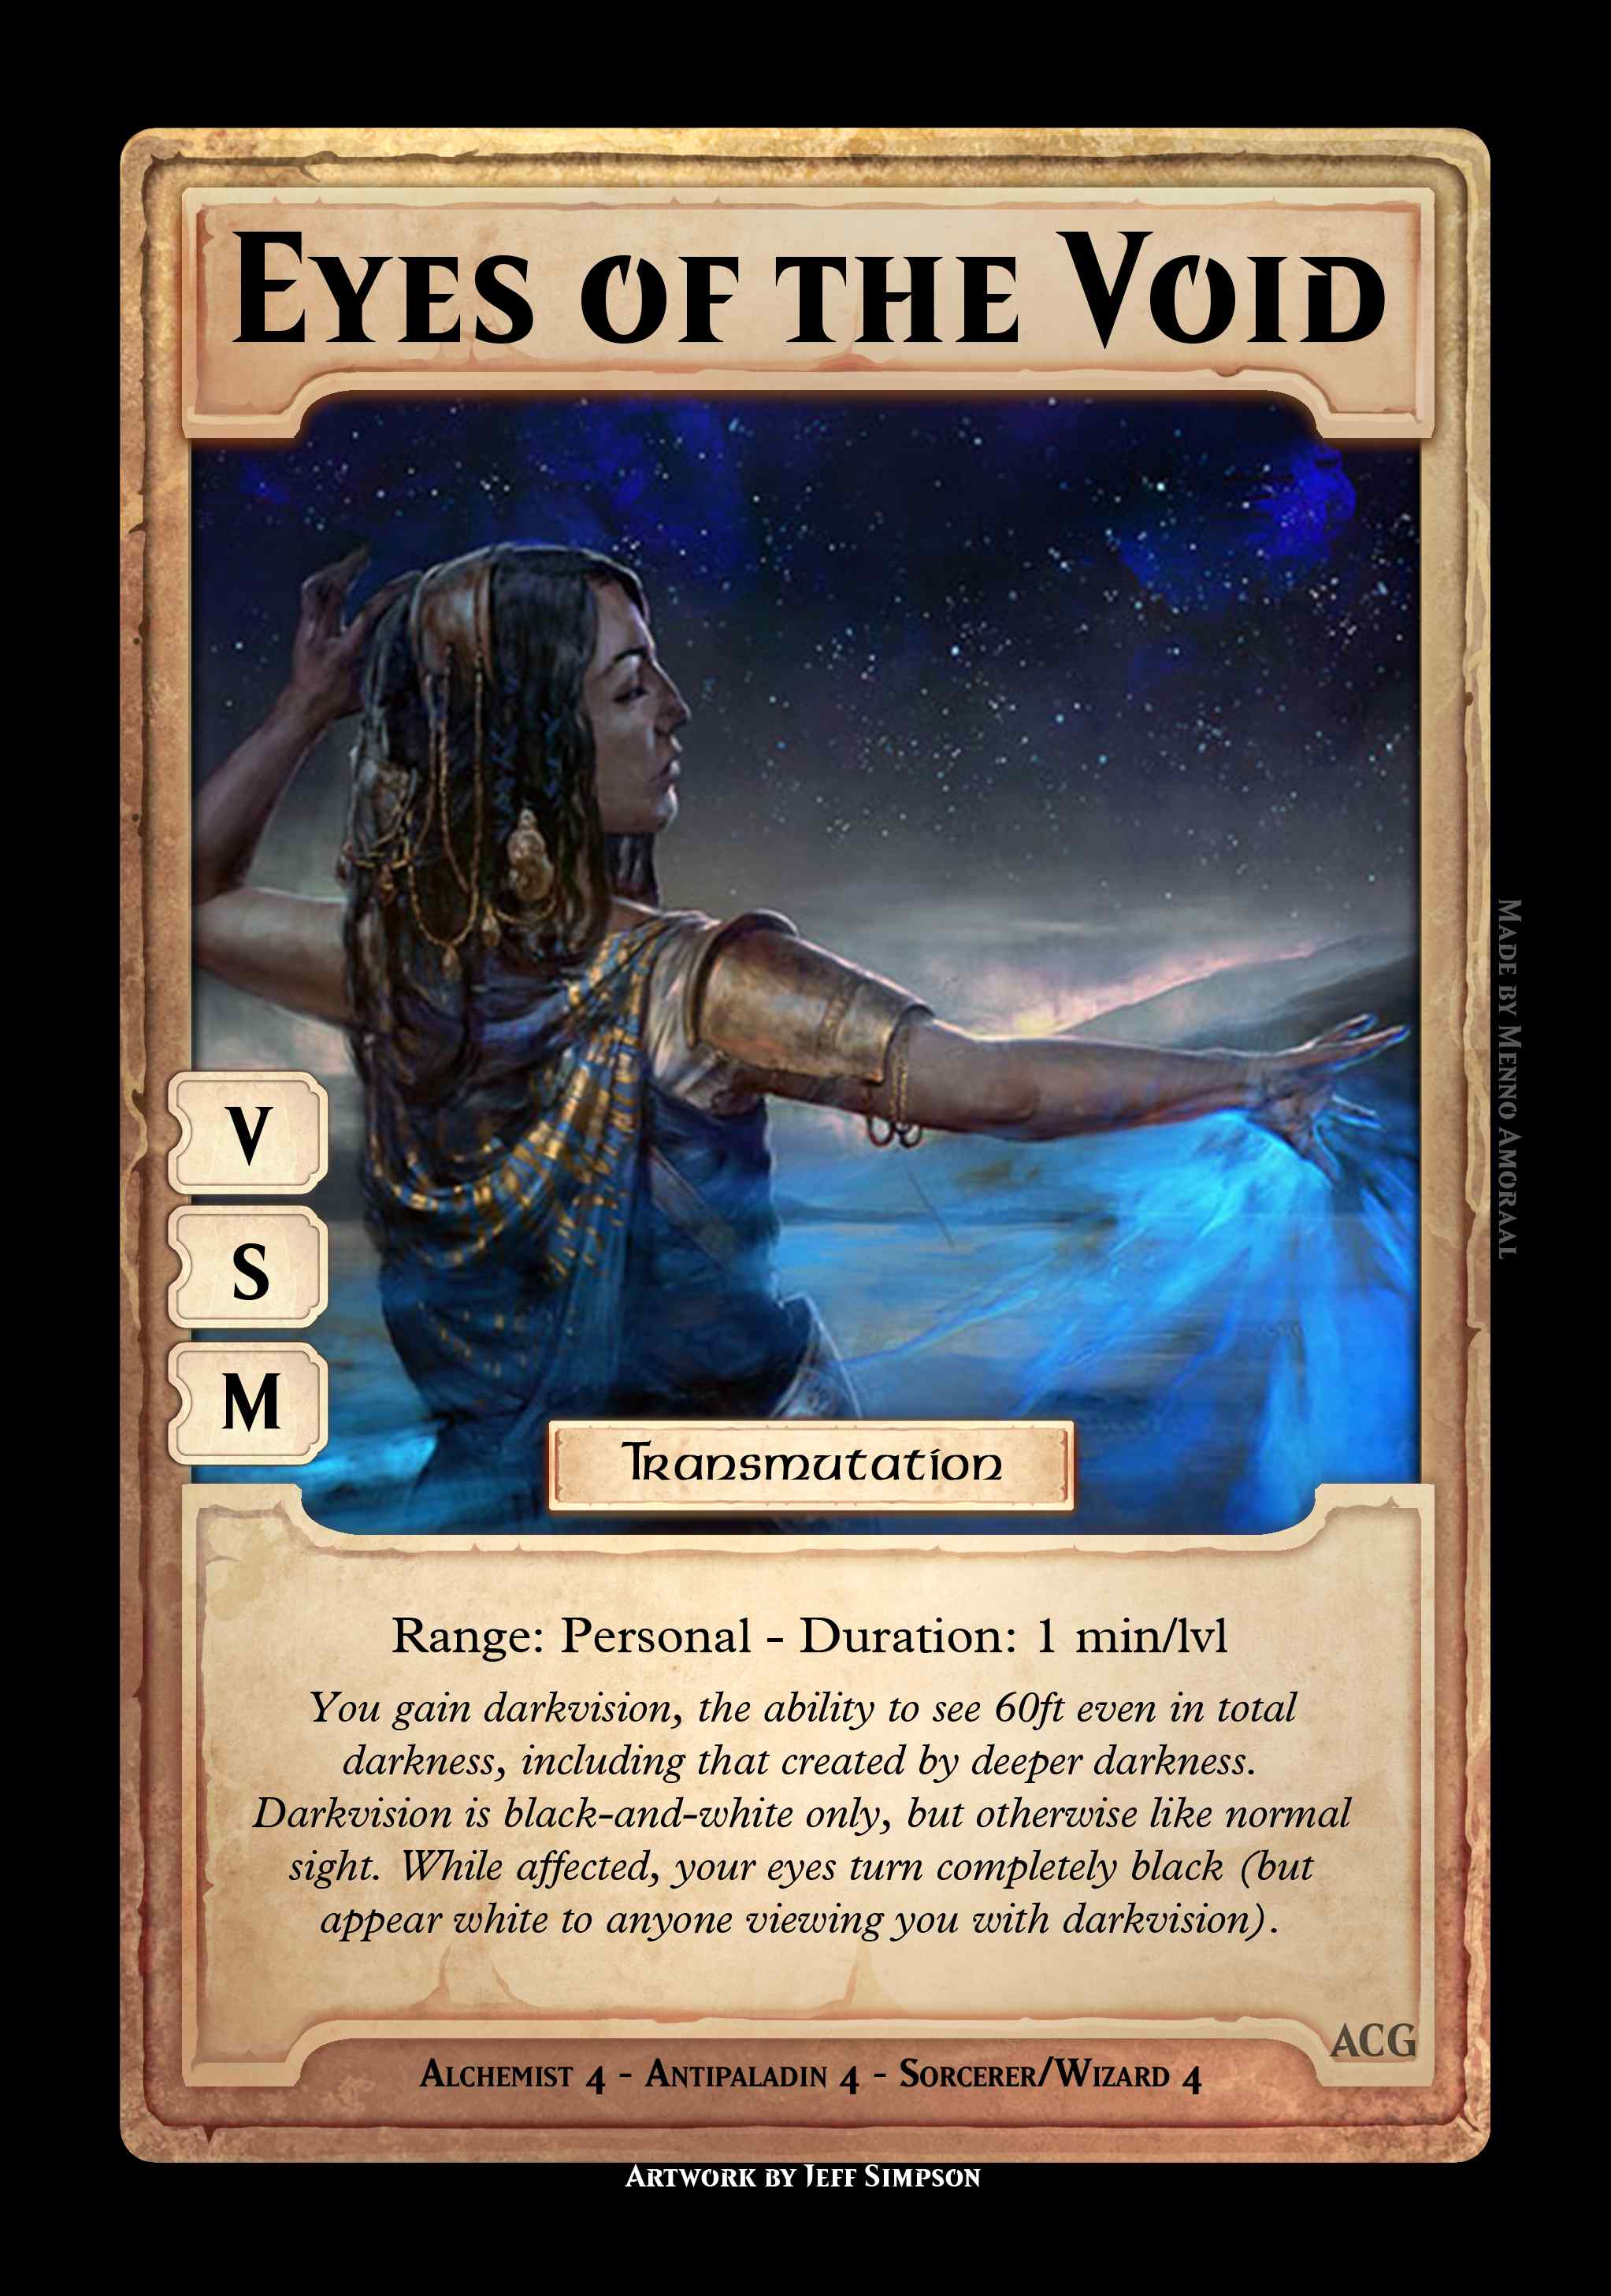 Eyes of the Void
Made by Menno Amoraal
V
S
M
Transmutation
Range: Personal - Duration: 1 min/lvl
You gain darkvision, the ability to see 60ft even in total
darkness, including that created by deeper darkness.
Darkvision is black-and-white only, but otherwise like normal
sight. While affected, your eyes turn completely black (but
appear white to anyone viewing you with darkvision).
ACG
Alchemist 4 - Antipaladin 4 - Sorcerer/Wizard 4
Artwork by Jeff Simpson